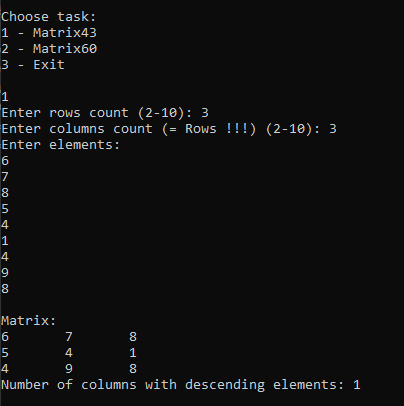 Choose task:
1 - Matrix43
2 - Matrix60
3 - Exit
1
Enter rows count (2-10): 3
Enter columns count (= Rows !!!) (2-10): 3
Enter elements:
6
7
8
5
4
1
4
9
8
Matrix:
6 7 8
5 4 1
4 9 8
Number of columns with descending elements: 1